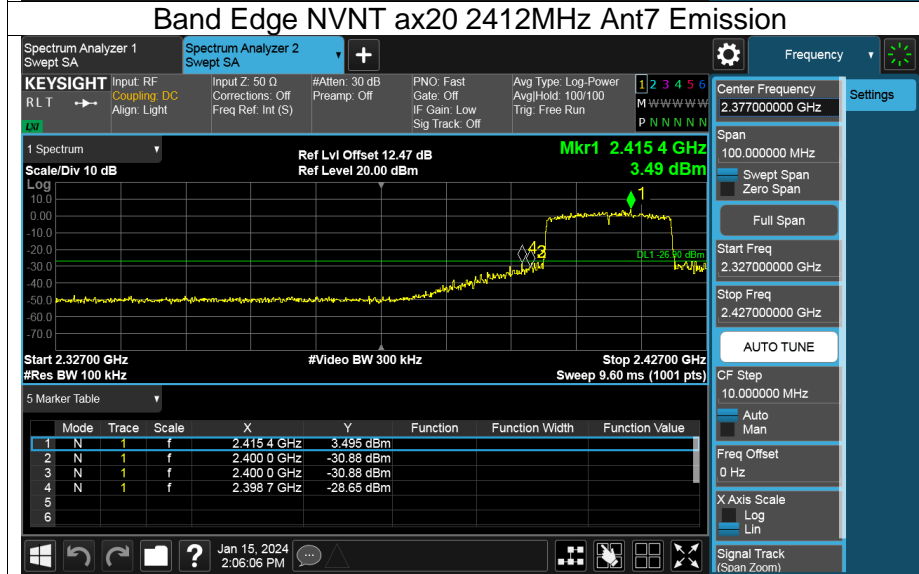 Band Edge NVNT ax20 2412MHz Ant7 Emission
Spectrum Analyzer 1
Swept SA
Spectrum Analyzer 2
Swept SA
+
Frequency
Settings
KEYSIGHT
RLT
LXI
Input: RF
Coupling: DC
Align: Light
Input Z: 50 Ω
Corrections: Off
Freq Ref: Int (S)
#Atten: 30 dB
Preamp: Off
PNO: Fast
Gate: Off
IF Gain: Low
Sig Track: Off
Avg Type: Log-Power
Avg|Hold: 100/100
Trig: Free Run
1 2 3 4 5 6
M W W W W W
P N N N N N
1 Spectrum
Scale/Div 10 dB
Ref Lvl Offset 12.47 dB
Ref Level 20.00 dBm
Mkr1 2.415 4 GHz
3.49 dBm
Log
10.0
0.00
-10.0
-20.0
-30.0
-40.0
-50.0
-60.0
-70.0
1
4
DL1 -26.90 dBm
Start 2.32700 GHz
#Res BW 100 kHz
#Video BW 300 kHz
Stop 2.42700 GHz
Sweep 9.60 ms (1001 pts)
5 Marker Table
Mode Trace Scale X Y Function Function Width Function Value
1 N 1 f 2.415 4 GHz 3.495 dBm
2 N 1 f 2.400 0 GHz -30.88 dBm
3 N 1 f 2.400 0 GHz -30.88 dBm
4 N 1 f 2.398 7 GHz -28.65 dBm
5
6
?
Jan 15, 2024
2:06:06 PM
Center Frequency
2.377000000 GHz
Span
100.000000 MHz
Swept Span
Zero Span
Full Span
Start Freq
2.327000000 GHz
Stop Freq
2.427000000 GHz
AUTO TUNE
CF Step
10.000000 MHz
Auto
Man
Freq Offset
0 Hz
X Axis Scale
Log
Lin
Signal Track
(Span Zoom)